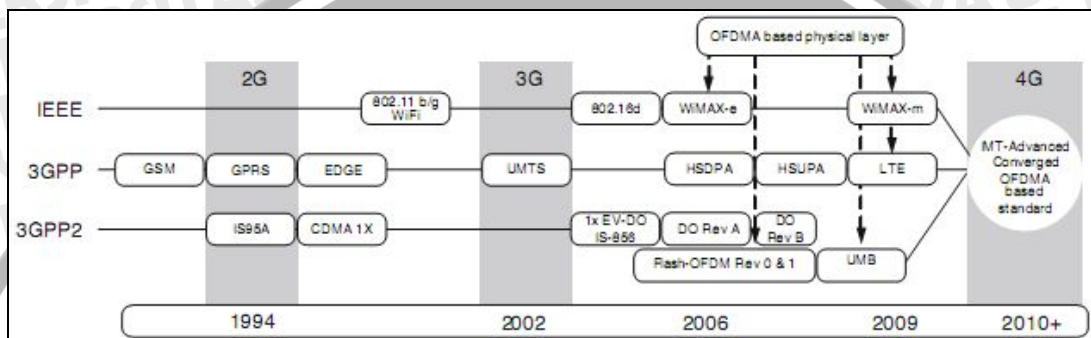 OFDMA based physical layer
2G
3G
4G
IEEE
802.11 b/g
WiFi
802.16d
WiMAX-e
WiMAX-m
IMT-Advanced
Converged
OFDMA
based
standard
3GPP
GSM
GPRS
EDGE
UMTS
HSDPA
HSUPA
LTE
3GPP2
IS95A
CDMA 1X
1x EV-DO
IS-856
DO Rev A
DO
Rev B
Flash-OFDM Rev 0 & 1
UMB
1994
2002
2006
2009
2010+